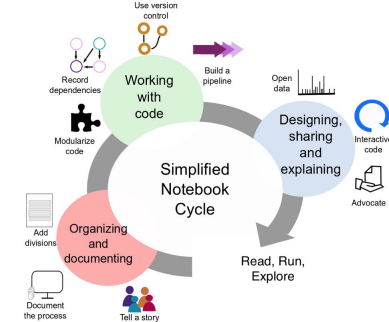 Use version
control
Record
dependencies
Working
with
code
Build a
pipeline
Modularize
code
Open
data
Designing,
sharing
and
explaining
Interactive
code
Advocate
Simplified
Notebook
Cycle
Add
divisions
Organizing
and
documenting
Document
the process
Tell a story
Read, Run,
Explore